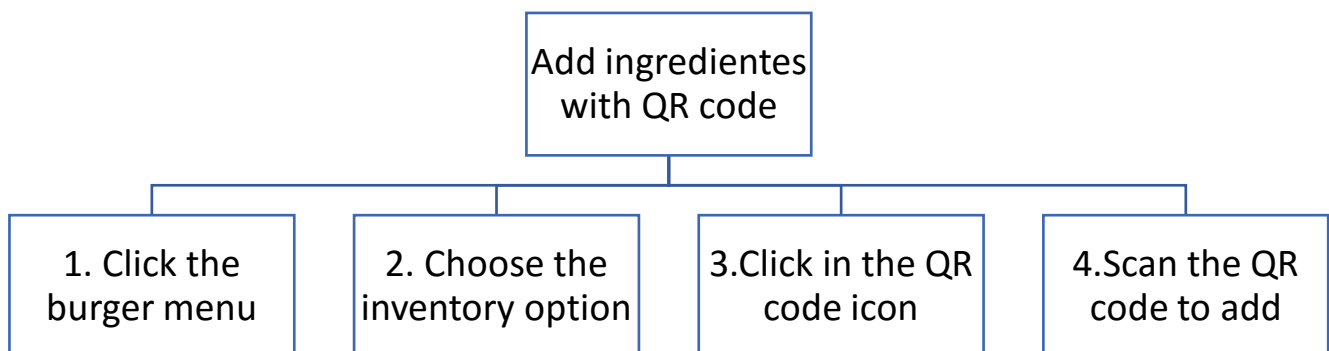 Add ingredientes
with QR code
1. Click the
burger menu
2. Choose the
inventory option
3.Click in the QR
code icon
4.Scan the QR
code to add